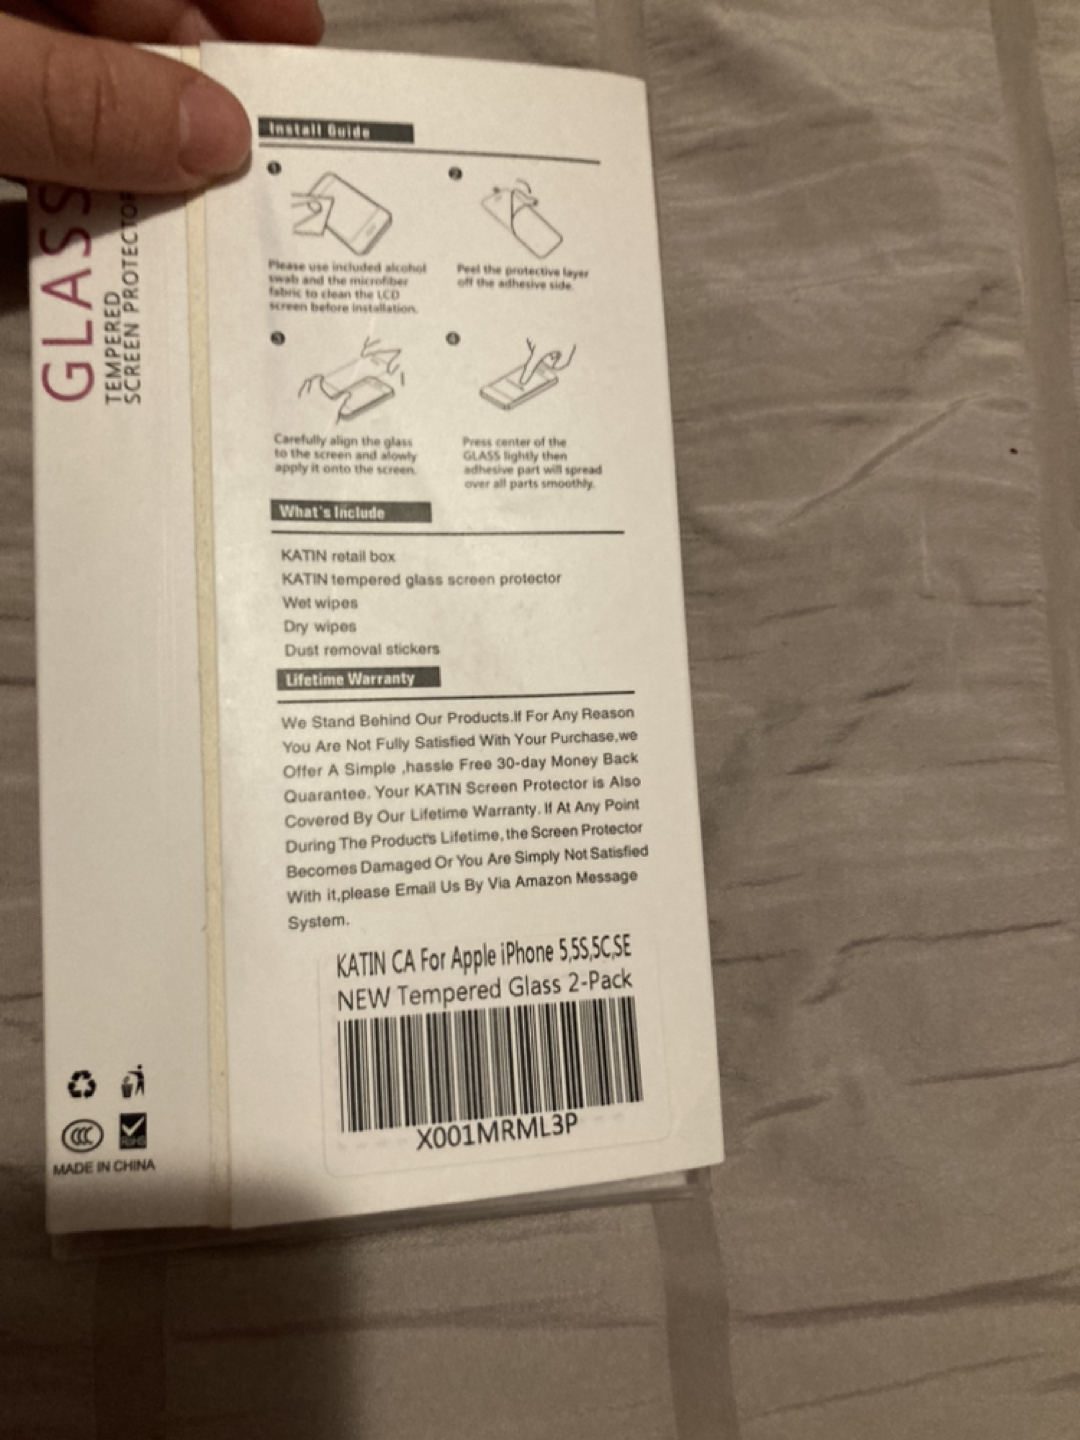 GLASS
TEMPERED
SCREEN PROTECTOR
Install Guide
1
Please use included alcohol
swab and the microfiber
fabric to clean the LCD
screen before installation.
2
Peel the protective layer
off the adhesive side.
3
Carefully align the glass
to the screen and slowly
apply it onto the screen.
4
Press center of the
GLASS lightly then
adhesive part will spread
over all parts smoothly.
What's Include
KATIN retail box
KATIN tempered glass screen protector
Wet wipes
Dry wipes
Dust removal stickers
Lifetime Warranty
We Stand Behind Our Products.If For Any Reason
You Are Not Fully Satisfied With Your Purchase,we
Offer A Simple ,hassle Free 30-day Money Back
Quarantee. Your KATIN Screen Protector is Also
Covered By Our Lifetime Warranty. If At Any Point
During The Product's Lifetime, the Screen Protector
Becomes Damaged Or You Are Simply Not Satisfied
With it,please Email Us By Via Amazon Message
System.
KATIN CA For Apple iPhone 5,5S,5C,SE
NEW Tempered Glass 2-Pack
X001MRML3P
CCC
RoHS
MADE IN CHINA